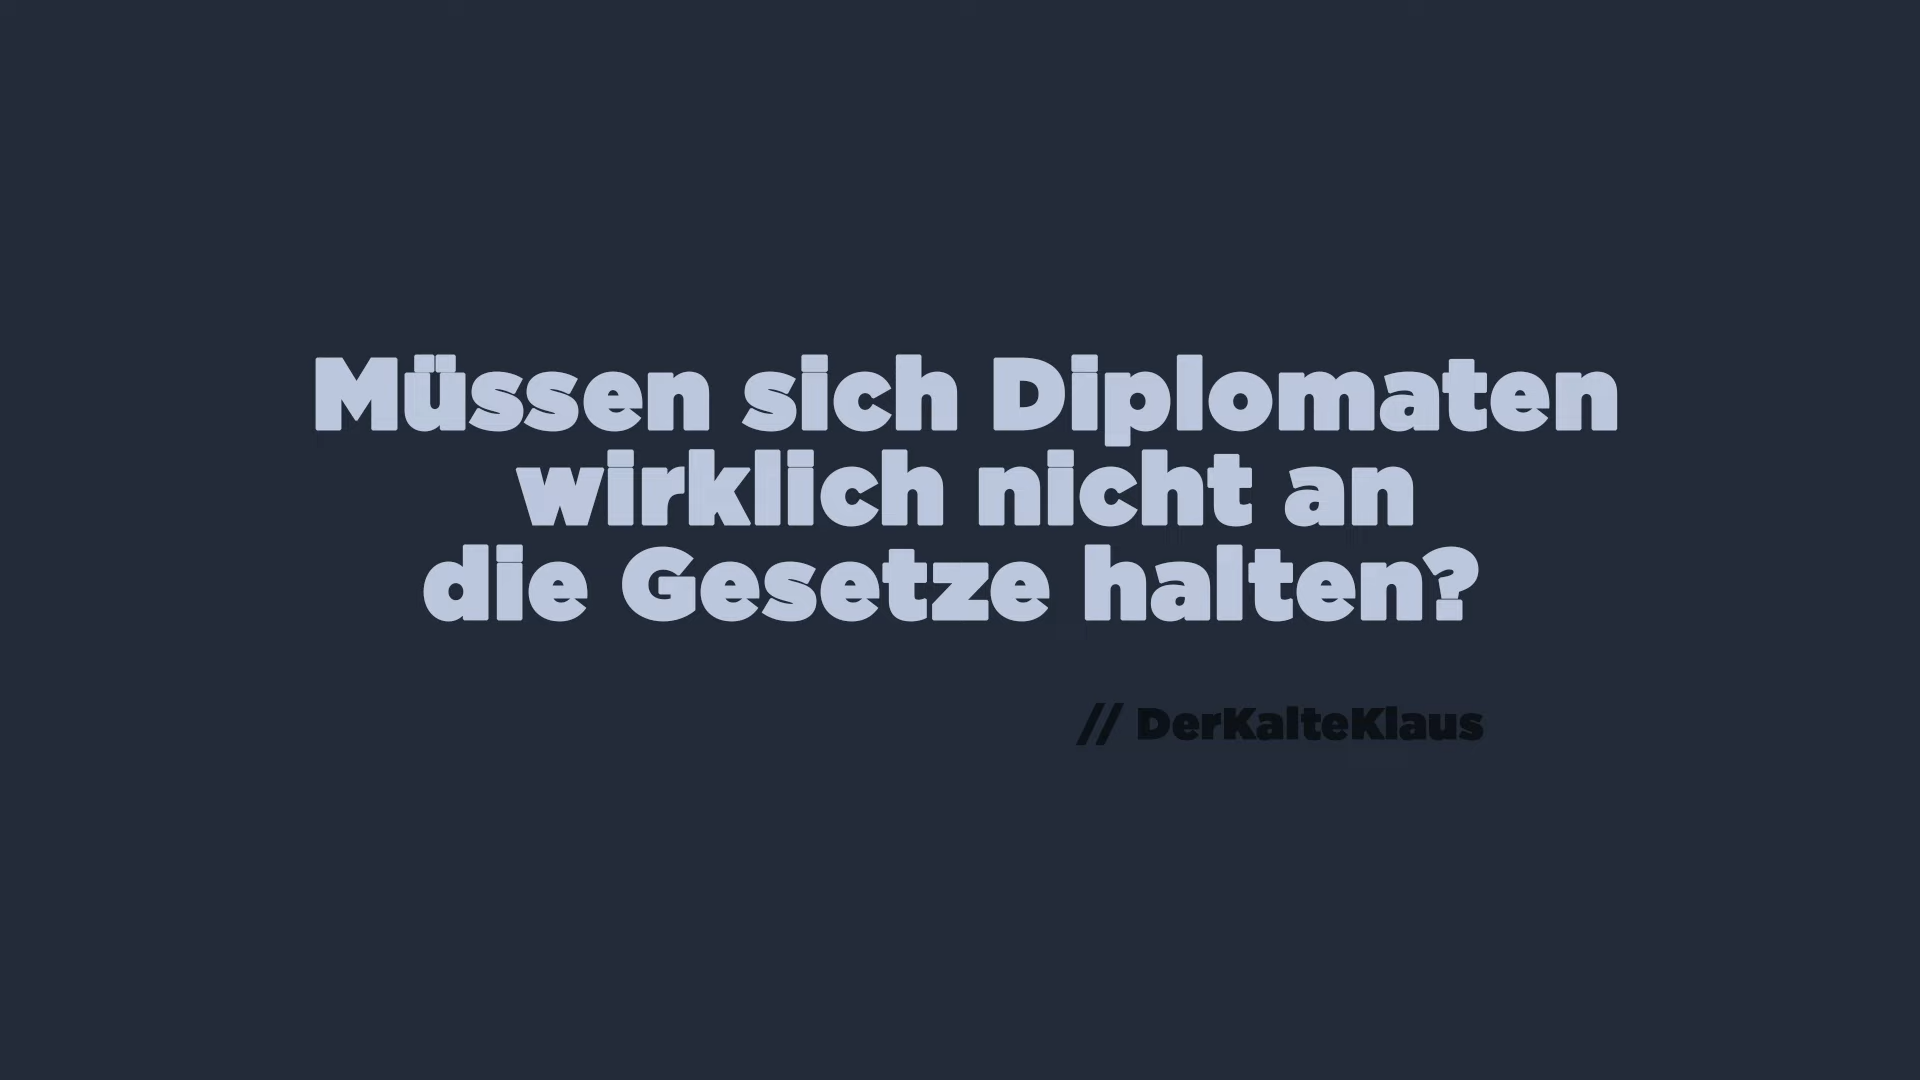 Müssen sich Diplomaten
wirklich nicht an
die Gesetze halten?
// DerKalteKlaus